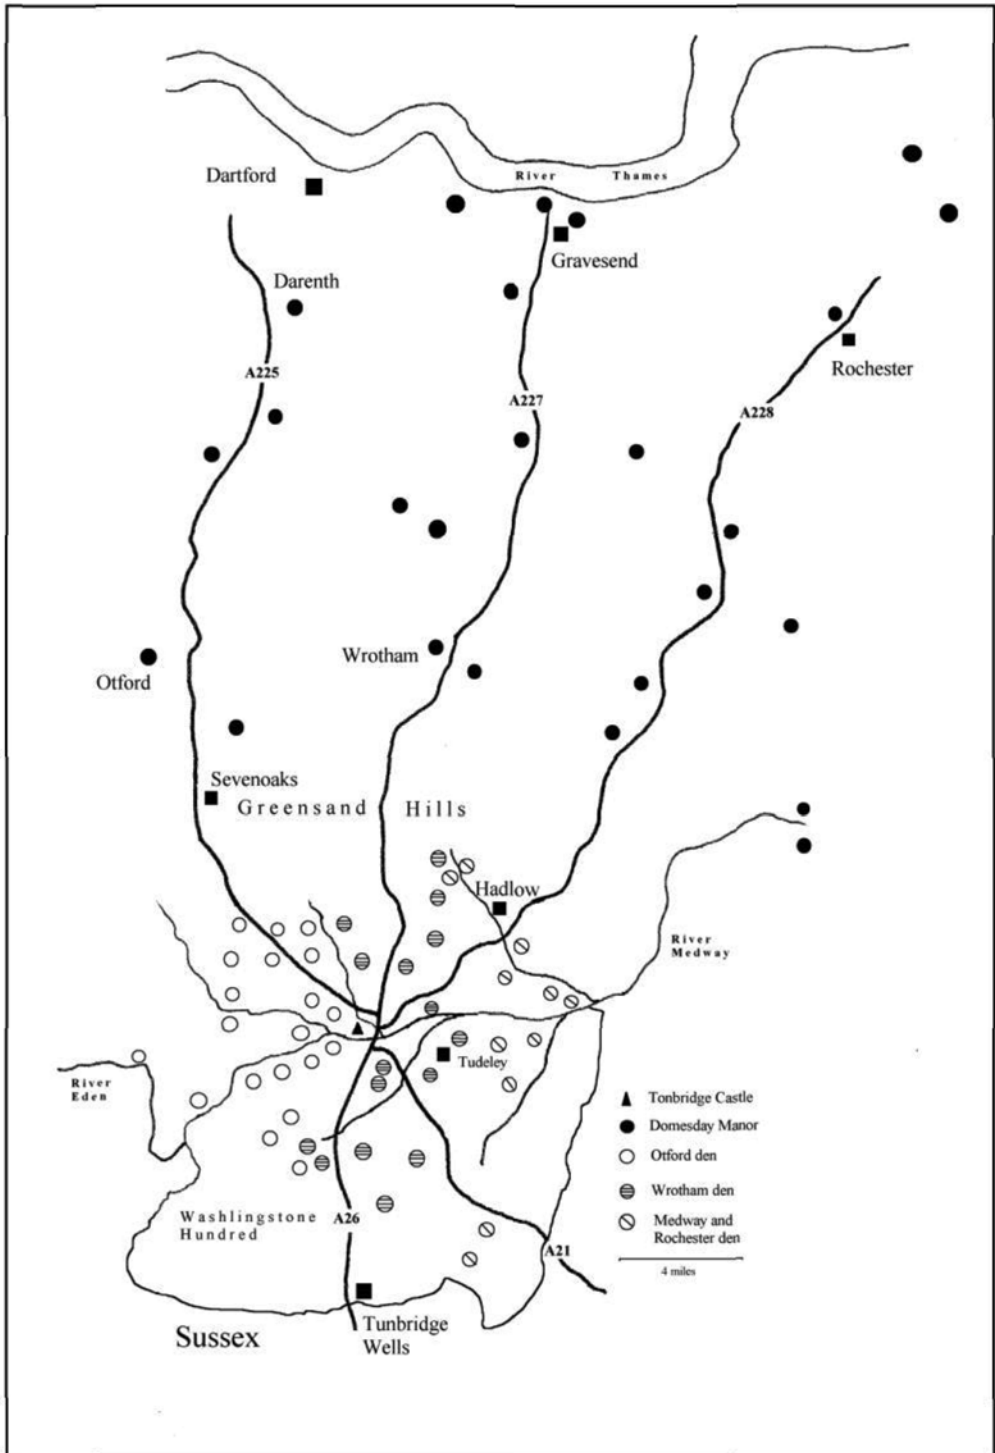 Dartford
River Thames
Gravesend
Darenth
A225
A227
A228
Rochester
Wrotham
Otford
Sevenoaks
Greensand Hills
Hadlow
River
Medway
Tudeley
River
Eden
Tonbridge Castle
Domesday Manor
Otford den
Wrotham den
Medway and
Rochester den
4 miles
Washlingstone
Hundred
A26
A21
Tunbridge
Wells
Sussex